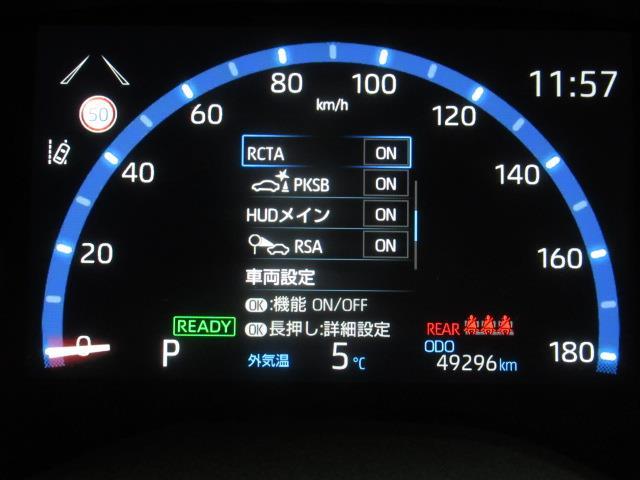 80
100
60
km/h
11:57
50
120
RCTA ON
40
PKSB ON
140
HUDメイン ON
20
RSA ON
160
車両設定
OK:機能 ON/OFF
READY
OK長押し:詳細設定
REAR
0
P
外気温 5℃
ODO
49296km
180